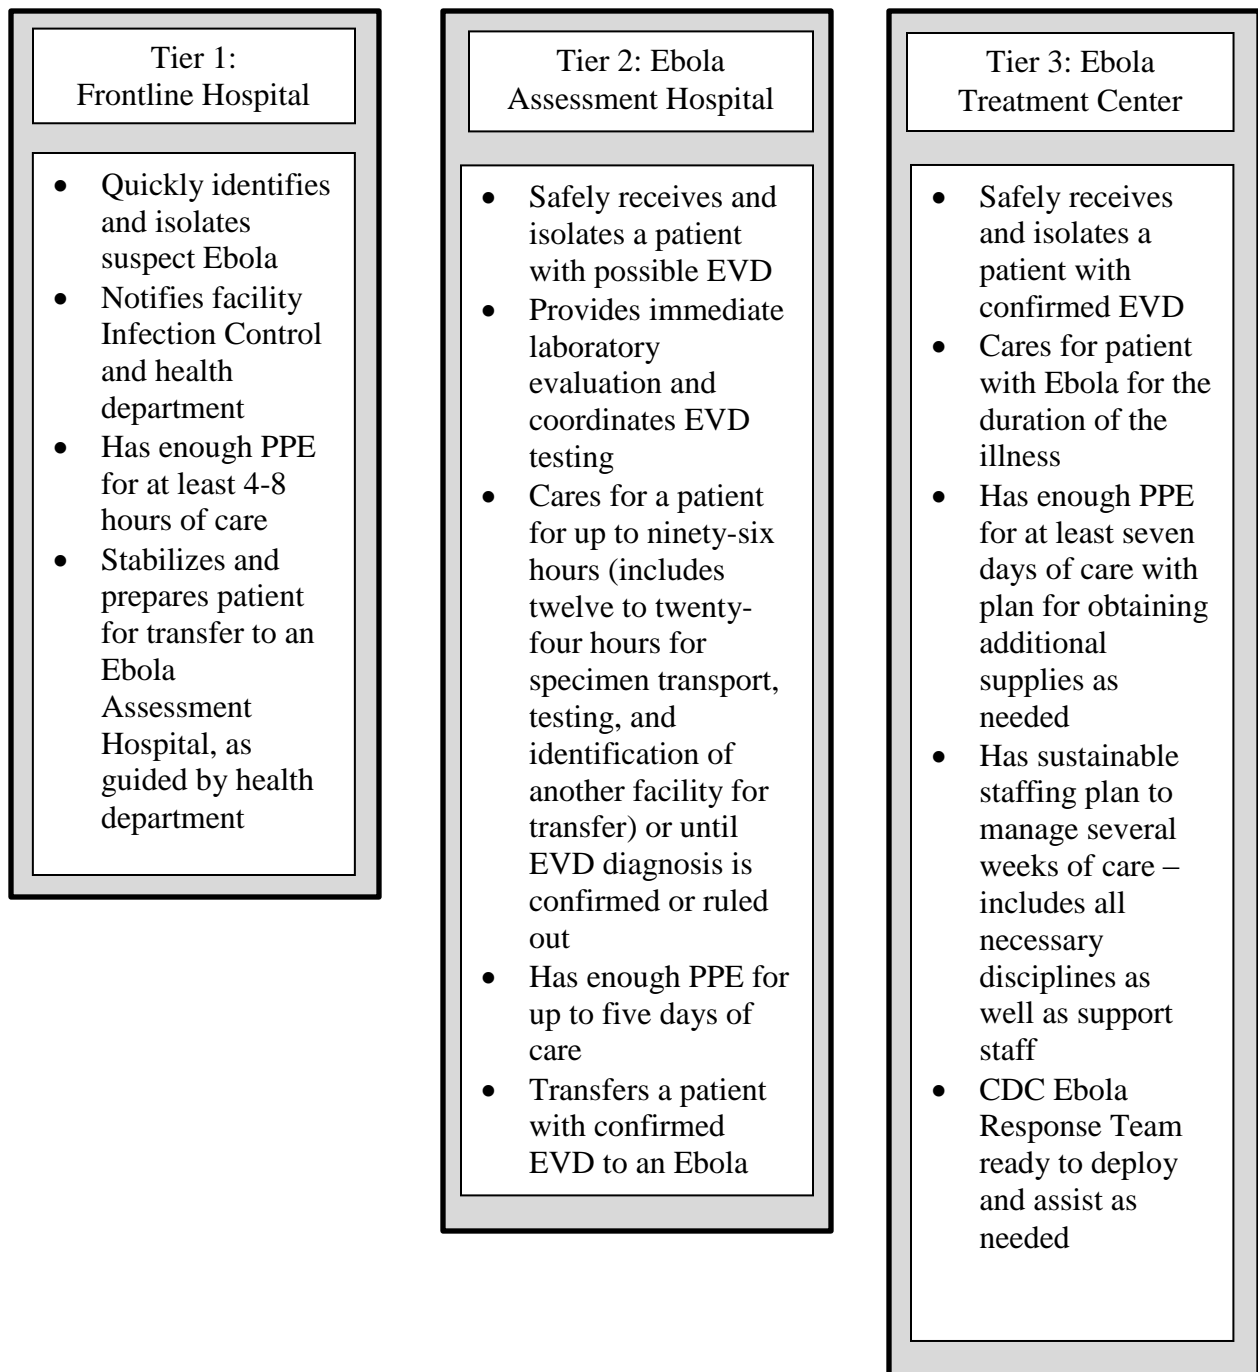 Tier 1:
Frontline Hospital
• Quickly identifies
and isolates
suspect Ebola
• Notifies facility
Infection Control
and health
department
• Has enough PPE
for at least 4-8
hours of care
• Stabilizes and
prepares patient
for transfer to an
Ebola
Assessment
Hospital, as
guided by health
department
Tier 2: Ebola
Assessment Hospital
• Safely receives and
isolates a patient
with possible EVD
• Provides immediate
laboratory
evaluation and
coordinates EVD
testing
• Cares for a patient
for up to ninety-six
hours (includes
twelve to twenty-
four hours for
specimen transport,
testing, and
identification of
another facility for
transfer) or until
EVD diagnosis is
confirmed or ruled
out
• Has enough PPE for
up to five days of
care
• Transfers a patient
with confirmed
EVD to an Ebola
Tier 3: Ebola
Treatment Center
• Safely receives
and isolates a
patient with
confirmed EVD
• Cares for patient
with Ebola for the
duration of the
illness
• Has enough PPE
for at least seven
days of care with
plan for obtaining
additional
supplies as
needed
• Has sustainable
staffing plan to
manage several
weeks of care –
includes all
necessary
disciplines as
well as support
staff
• CDC Ebola
Response Team
ready to deploy
and assist as
needed